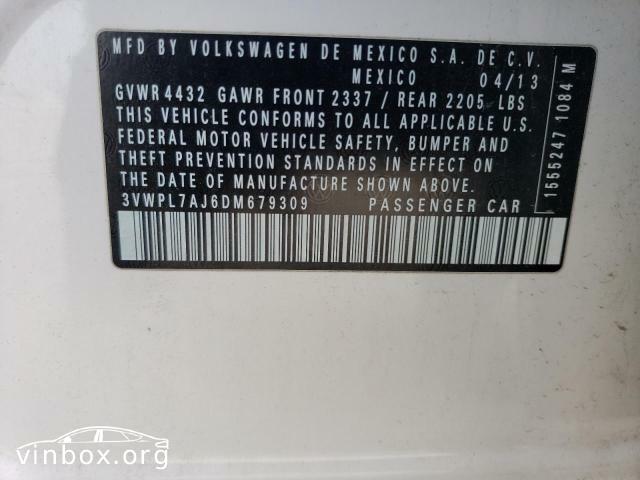 MFD BY VOLKSWAGEN DE MEXICO S.A. DE C.V.
MEXICO 04/13
GVWR 4432 GAWR FRONT 2337 / REAR 2205 LBS
THIS VEHICLE CONFORMS TO ALL APPLICABLE U.S.
FEDERAL MOTOR VEHICLE SAFETY, BUMPER AND
THEFT PREVENTION STANDARDS IN EFFECT ON
THE DATE OF MANUFACTURE SHOWN ABOVE.
3VWPL7AJ6DM679309 PASSENGER CAR
1555247 1084 M
vinbox.org